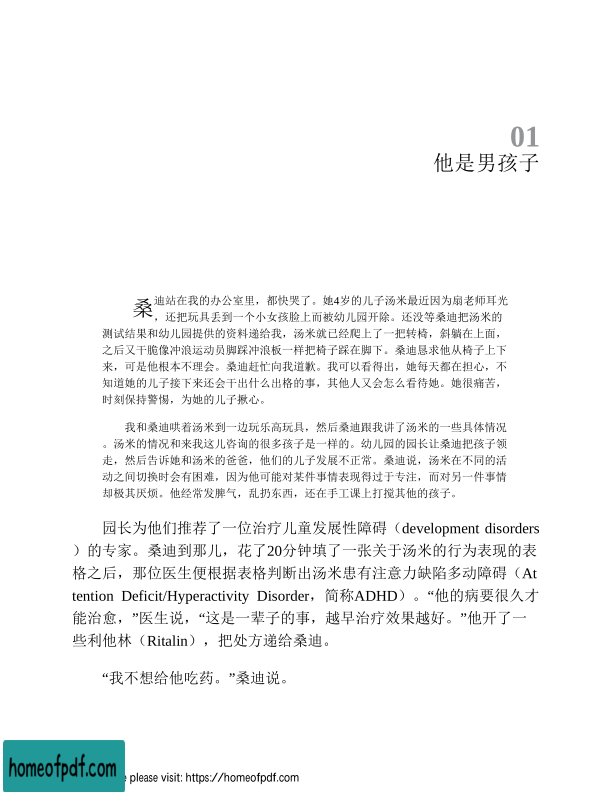 01
他是男孩子
桑迪站在我的办公室里，都快哭了。她4岁的儿子汤米最近因为扇老师耳光
，还把玩具丢到一个小女孩脸上而被幼儿园开除。还没等桑迪把汤米的
测试结果和幼儿园提供的资料递给我，汤米就已经爬上了一把转椅，斜躺在上面，
之后又干脆像冲浪运动员脚踩冲浪板一样把椅子踩在脚下。桑迪恳求他从椅子上下
来，可是他根本不理会。桑迪赶忙向我道歉。我可以看得出，她每天都在担心，不
知道她的儿子接下来还会干出什么出格的事，其他人又会怎么看待她。她很痛苦，
时刻保持警惕，为她的儿子揪心。
我和桑迪哄着汤米到一边玩乐高玩具，然后桑迪跟我讲了汤米的一些具体情况
。汤米的情况和来我这儿咨询的很多孩子是一样的。幼儿园的园长让桑迪把孩子领
走，然后告诉她和汤米的爸爸，他们的儿子发展不正常。桑迪说，汤米在不同的活
动之间切换时会有困难，因为他可能对某件事情表现得过于专注，而对另一件事情
却极其厌烦。他经常发脾气，乱扔东西，还在手工课上打搅其他的孩子。
园长为他们推荐了一位治疗儿童发展性障碍（development disorders
）的专家。桑迪到那儿，花了20分钟填了一张关于汤米的行为表现的表
格之后，那位医生便根据表格判断出汤米患有注意力缺陷多动障碍（At
tention Deficit/Hyperactivity Disorder，简称ADHD）。“他的病要很久才
能治愈，”医生说，“这是一辈子的事，越早治疗效果越好。”他开了一
些利他林（Ritalin），把处方递给桑迪。
“我不想给他吃药。”桑迪说。
homeofpdf.com
please visit: https://homeofpdf.com